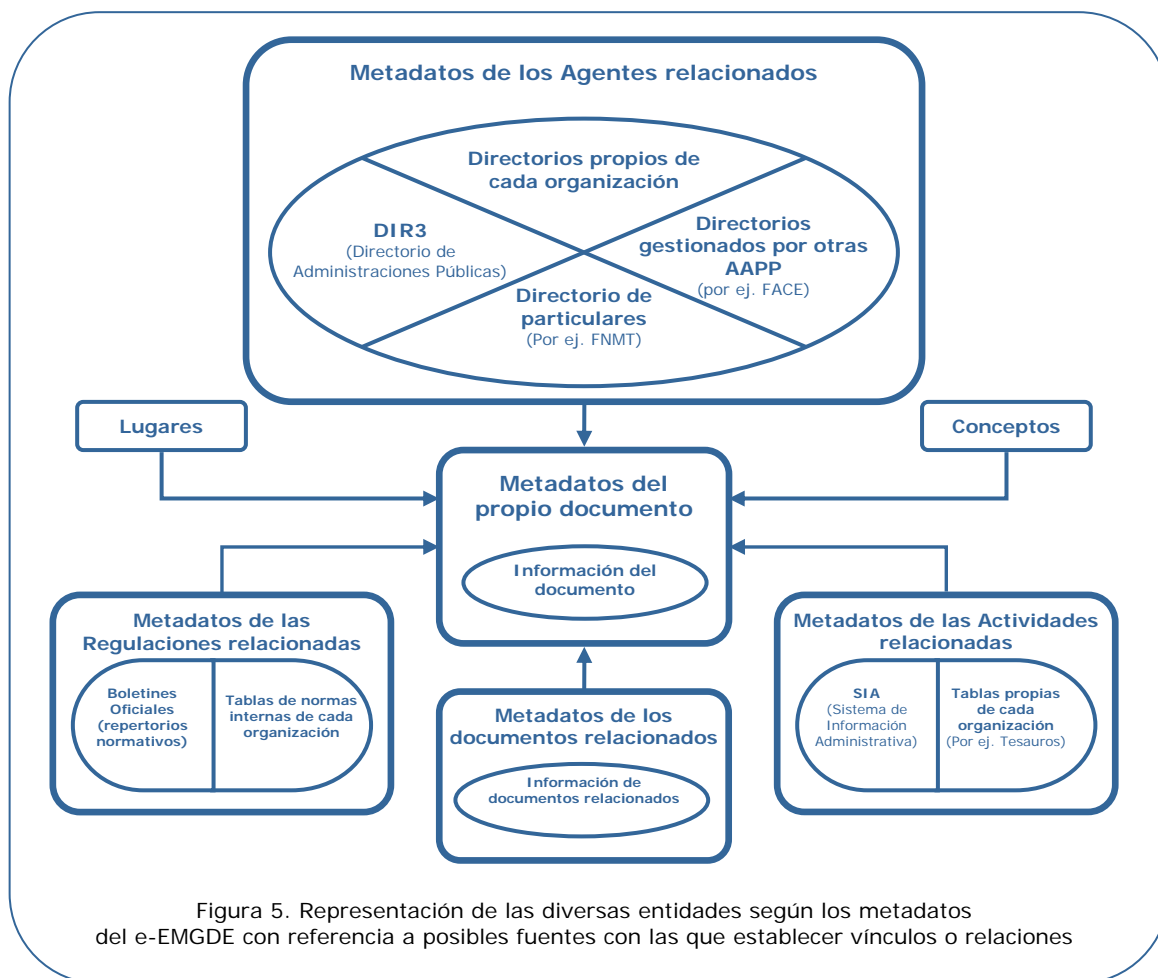 Metadatos de los Agentes relacionados
Directorios propios de
cada organización
DIR3
(Directorio de
Administraciones Públicas)
Directorios
gestionados por otras
AAPP
(por ej. FACE)
Directorio de
particulares
(Por ej. FNMT)
Lugares
Conceptos
Metadatos del
propio documento
Información del
documento
Metadatos de las
Regulaciones relacionadas
Boletines
Oficiales
(repertorios
normativos)
Tablas de normas
internas de cada
organización
Metadatos de los
documentos relacionados
Información de
documentos relacionados
Metadatos de las Actividades
relacionadas
SIA
(Sistema de
Información
Administrativa)
Tablas propias
de cada
organización
(Por ej. Tesauros)
Figura 5. Representación de las diversas entidades según los metadatos
del e-EMGDE con referencia a posibles fuentes con las que establecer vínculos o relaciones